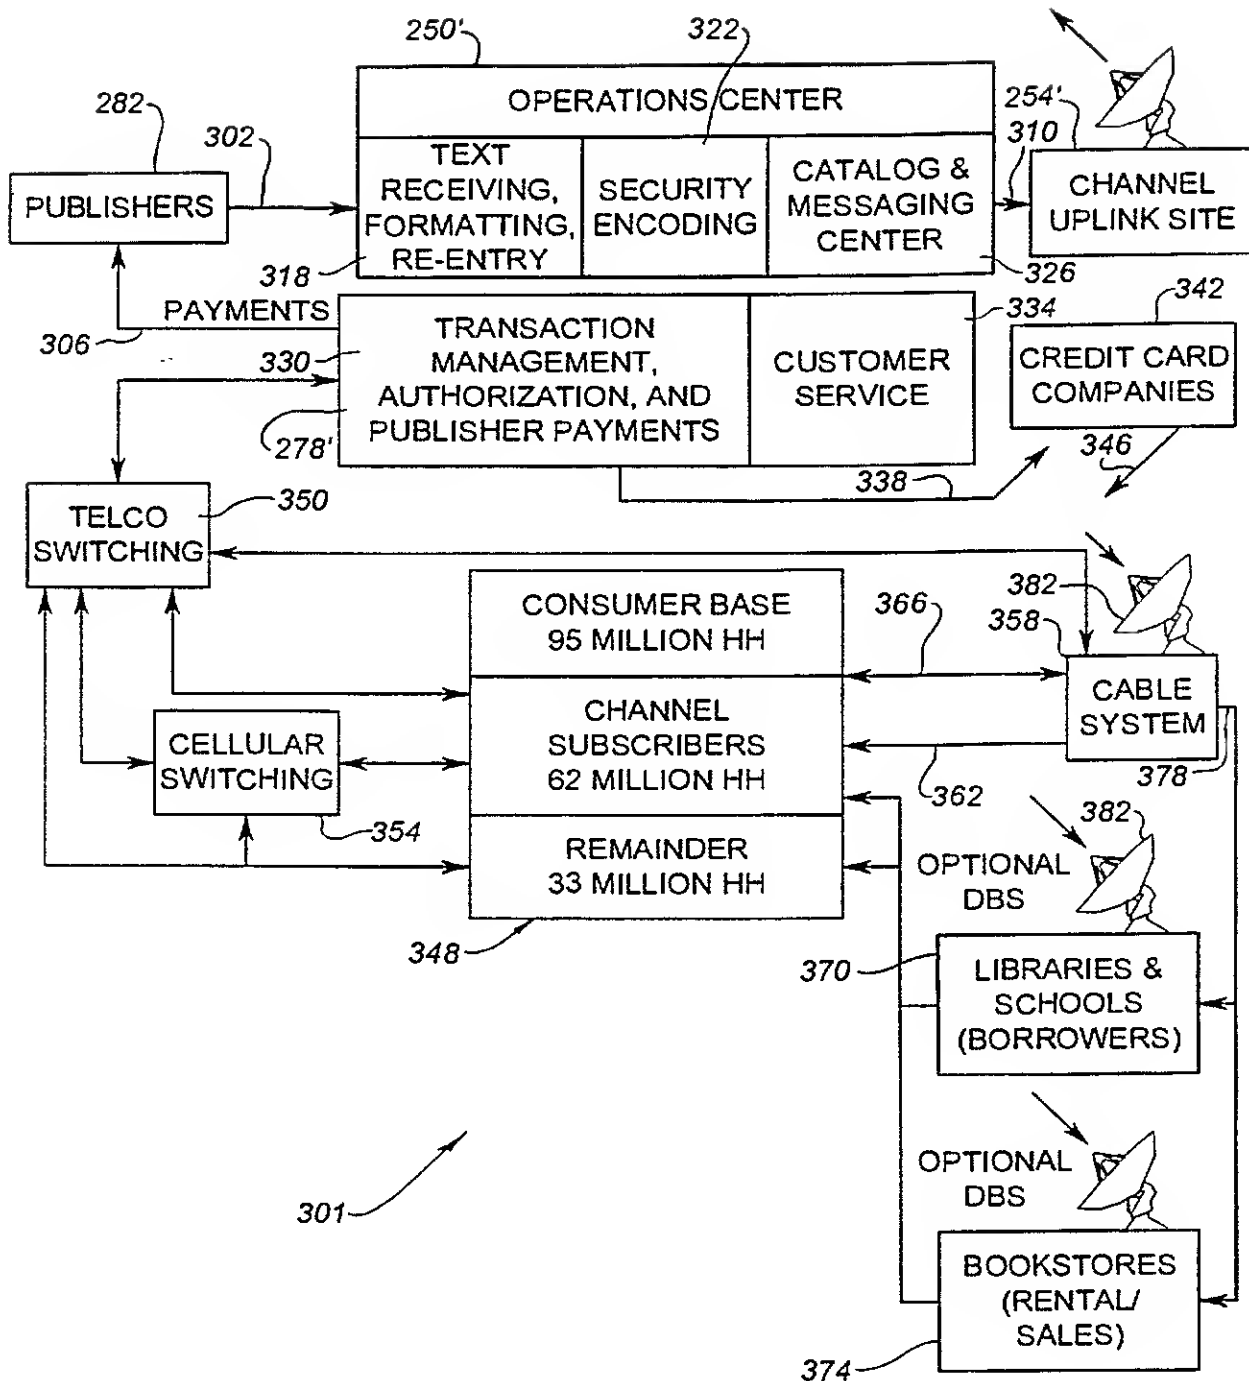 250'
322
OPERATIONS CENTER
254'
282
302
310
PUBLISHERS
TEXT
RECEIVING,
FORMATTING,
RE-ENTRY
SECURITY
ENCODING
CATALOG &
MESSAGING
CENTER
CHANNEL
UPLINK SITE
318
326
PAYMENTS
306
330
TRANSACTION
MANAGEMENT,
AUTHORIZATION, AND
PUBLISHER PAYMENTS
334
CUSTOMER
SERVICE
342
CREDIT CARD
COMPANIES
278'
346
338
350
TELCO
SWITCHING
CONSUMER BASE
95 MILLION HH
366
382
358
CABLE
SYSTEM
CHANNEL
SUBSCRIBERS
62 MILLION HH
CELLULAR
SWITCHING
362
378
354
382
REMAINDER
33 MILLION HH
OPTIONAL
DBS
348
370
LIBRARIES &
SCHOOLS
(BORROWERS)
OPTIONAL
DBS
301
BOOKSTORES
(RENTAL/
SALES)
374